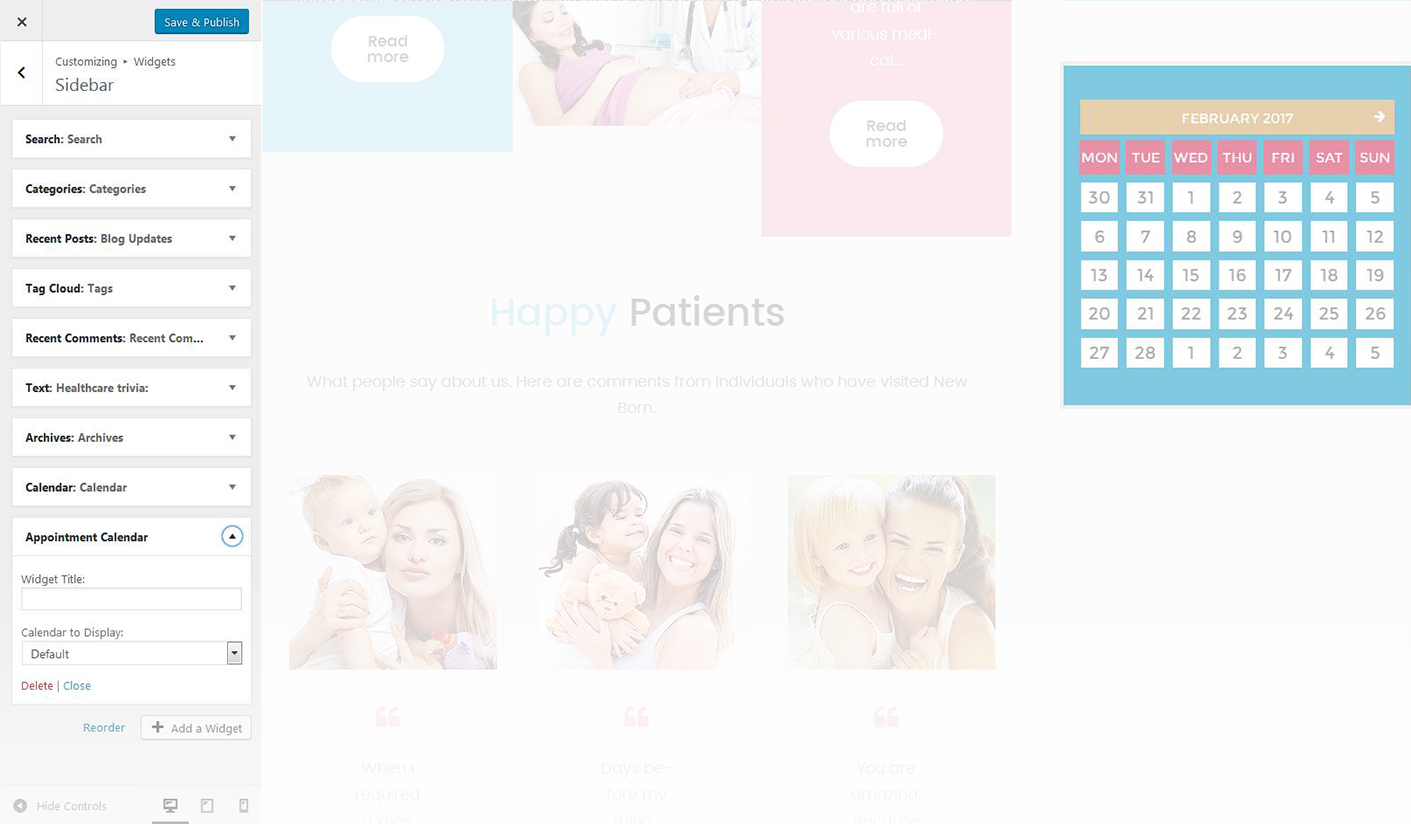 Save & Publish
Customizing ▸ Widgets
Sidebar
Search: Search
Categories: Categories
Recent Posts: Blog Updates
Tag Cloud: Tags
Recent Comments: Recent Com...
Text: Healthcare trivia:
Archives: Archives
Calendar: Calendar
Appointment Calendar
Widget Title:
Calendar to Display:
Default
Delete | Close
Reorder
Add a Widget
Hide Controls
Read
more
are full of
various medi-
cal...
Read
more
Happy Patients
What people say about us. Here are comments from individuals who have visited New
Born.
When I
required
a knee
Days be-
fore my
thing-
You are
amazing.
Because
FEBRUARY 2017
MON TUE WED THU FRI SAT SUN
30 31 1 2 3 4 5
6 7 8 9 10 11 12
13 14 15 16 17 18 19
20 21 22 23 24 25 26
27 28 1 2 3 4 5